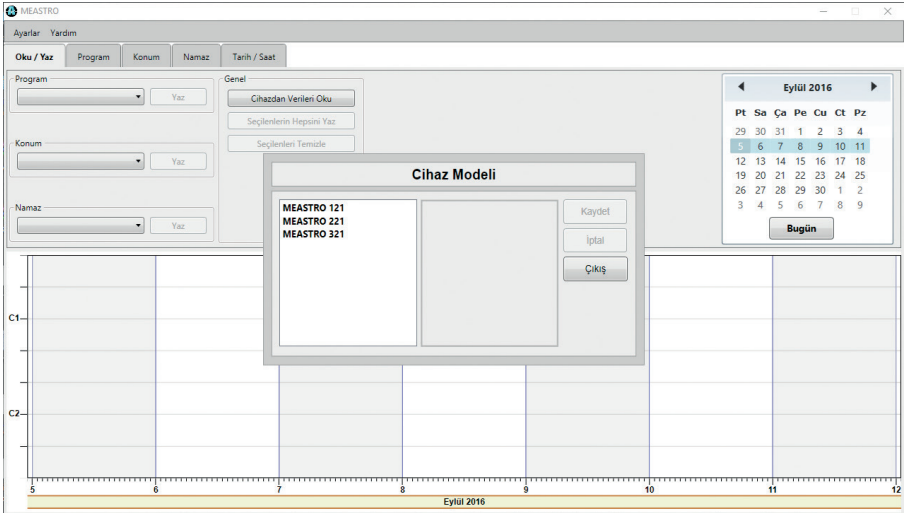 MEASTRO
Ayarlar Yardım
Oku / Yaz Program Konum Namaz Tarih / Saat
Program
Yaz
Konum
Yaz
Namaz
Yaz
Genel
Cihazdan Verileri Oku
Seçilenlerin Hepsini Yaz
Seçilenleri Temizle
Eylül 2016
Pt Sa Ça Pe Cu Ct Pz
29 30 31 1 2 3 4
5 6 7 8 9 10 11
12 13 14 15 16 17 18
19 20 21 22 23 24 25
26 27 28 29 30 1 2
3 4 5 6 7 8 9
Bugün
Cihaz Modeli
MEASTRO 121
MEASTRO 221
MEASTRO 321
Kaydet
İptal
Çıkış
C1
C2
5 6 7 8 9 10 11 12
Eylül 2016